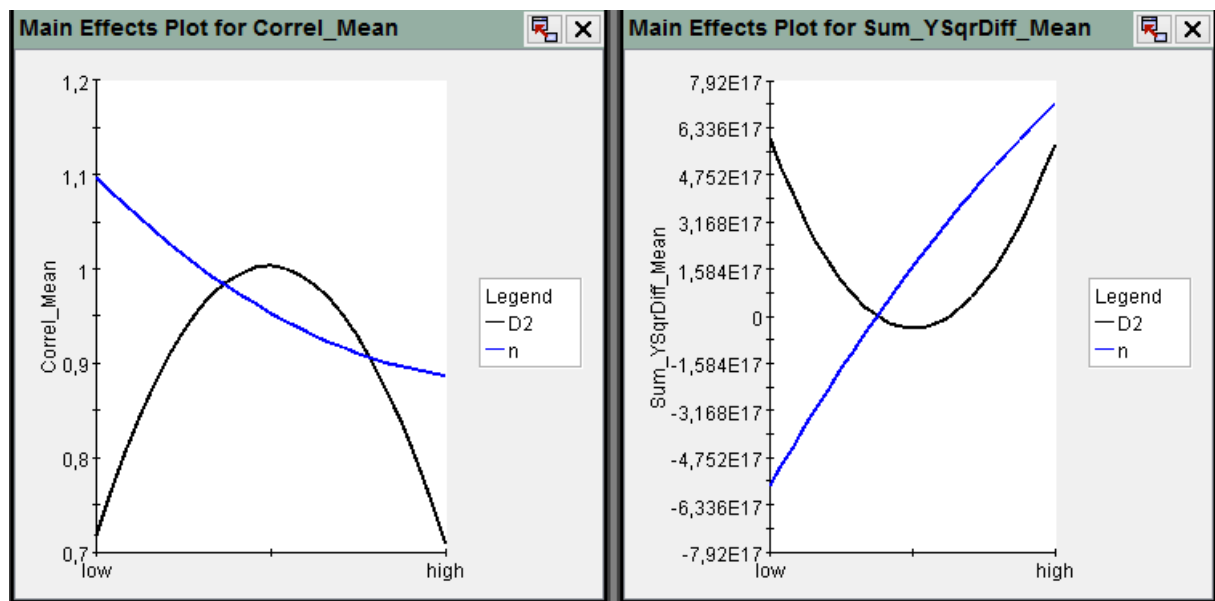 Main Effects Plot for Correl_Mean
1,2
1,1
1
0,9
0,8
0,7
Correl_Mean
low
high
Legend
D2
n
Main Effects Plot for Sum_YSqrDiff_Mean
7,92E17
6,336E17
4,752E17
3,168E17
1,584E17
0
-1,584E17
-3,168E17
-4,752E17
-6,336E17
-7,92E17
Sum_YSqrDiff_Mean
low
high
Legend
D2
n